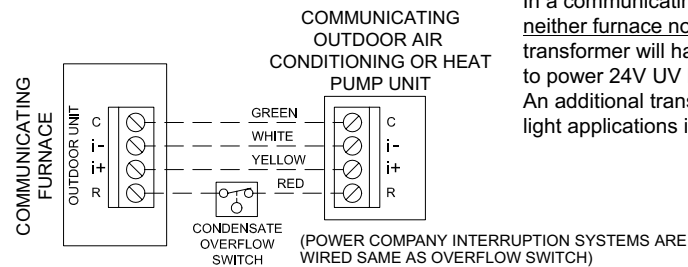 COMMUNICATING
OUTDOOR AIR
CONDITIONING OR HEAT
PUMP UNIT
COMMUNICATING
FURNACE
OUTDOOR UNIT
C
i-
i+
R
GREEN
WHITE
YELLOW
RED
C
i-
i+
R
CONDENSATE
OVERFLOW
SWITCH
(POWER COMPANY INTERRUPTION SYSTEMS ARE
WIRED SAME AS OVERFLOW SWITCH)
In a communicatin
neither furnace no
transformer will ha
to power 24V UV
An additional trans
light applications i